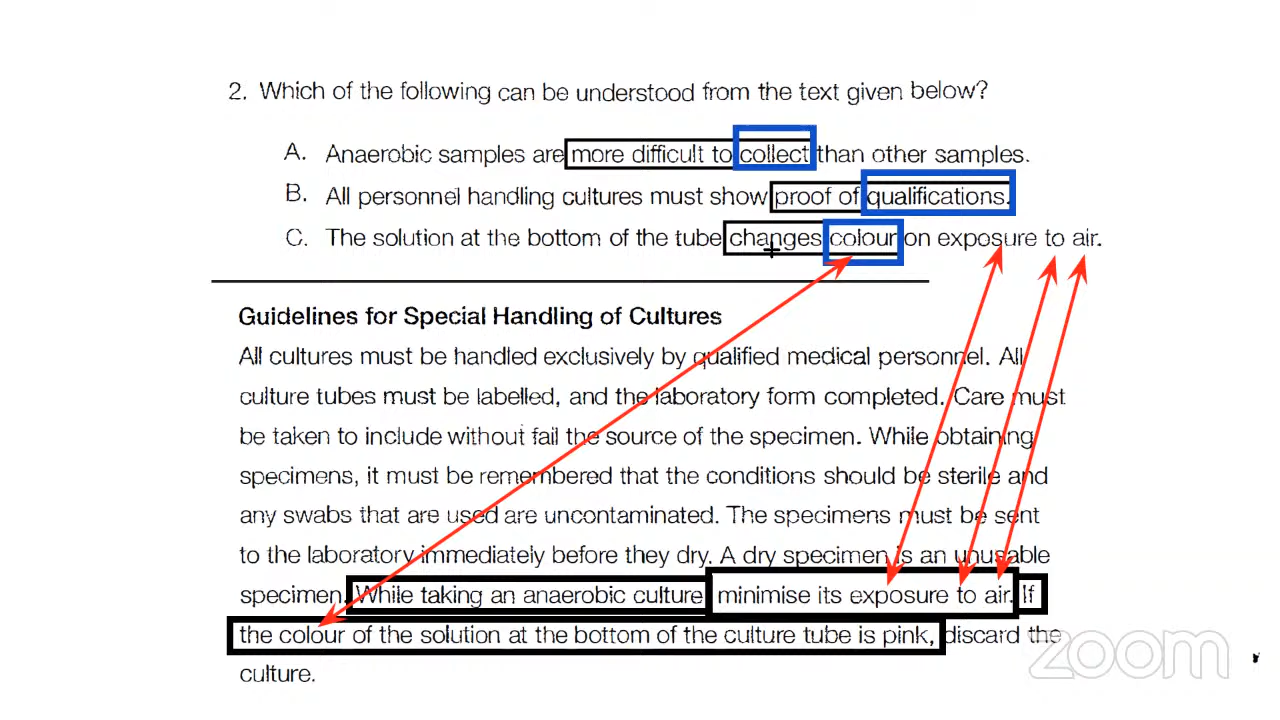 2. Which of the following can be understood from the text given below?
A. Anaerobic samples are more difficult to collect than other samples.
B. All personnel handling cultures must show proof of qualifications.
C. The solution at the bottom of the tube changes colour on exposure to air.
Guidelines for Special Handling of Cultures
All cultures must be handled exclusively by qualified medical personnel. All
culture tubes must be labelled, and the laboratory form completed. Care must
be taken to include without fail the source of the specimen. While obtaining
specimens, it must be remembered that the conditions should be sterile and
any swabs that are used are uncontaminated. The specimens must be sent
to the laboratory immediately before they dry. A dry specimen is an unusable
specimen. While taking an anaerobic culture minimise its exposure to air. If
the colour of the solution at the bottom of the culture tube is pink, discard the
culture.
zoom